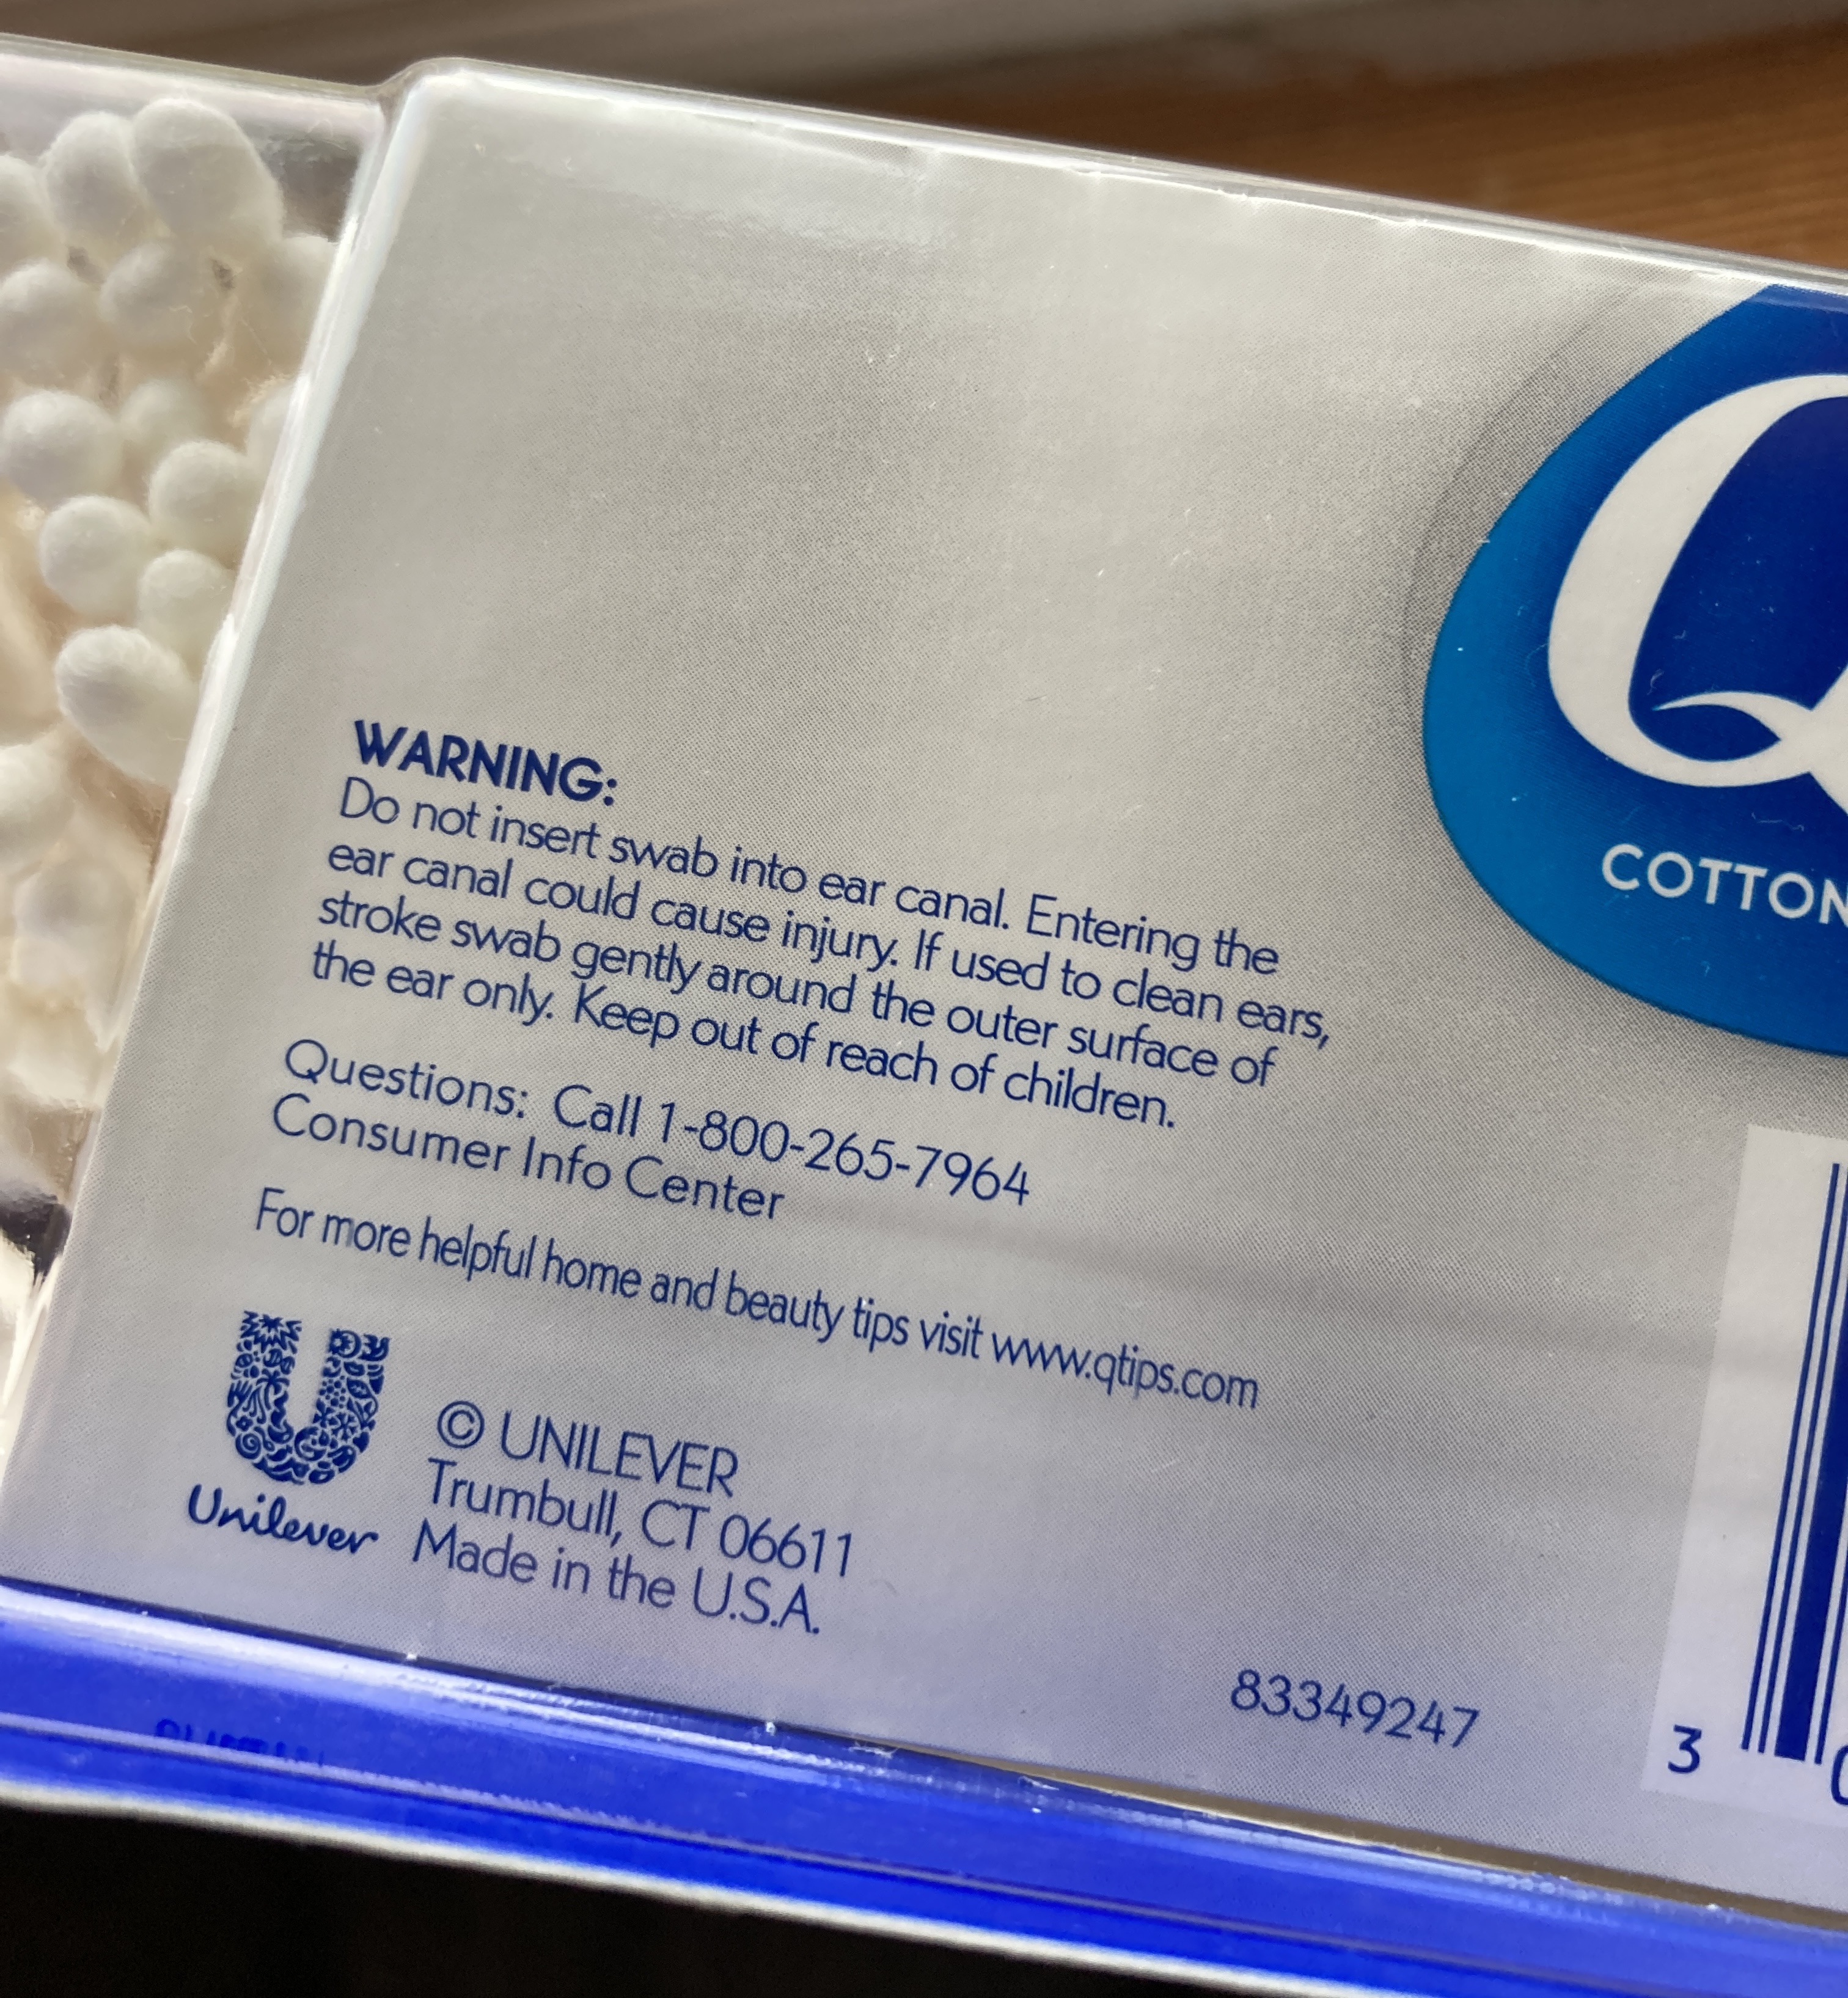 WARNING:
Do not insert swab into ear canal. Entering the
ear canal could cause injury. If used to clean ears,
stroke swab gently around the outer surface of
the ear only. Keep out of reach of children.
Questions: Call 1-800-265-7964
Consumer Info Center
For more helpful home and beauty tips visit www.qtips.com
Unilever
© UNILEVER
Trumbull, CT 06611
Made in the U.S.A.
83349247
Q
COTTON
3